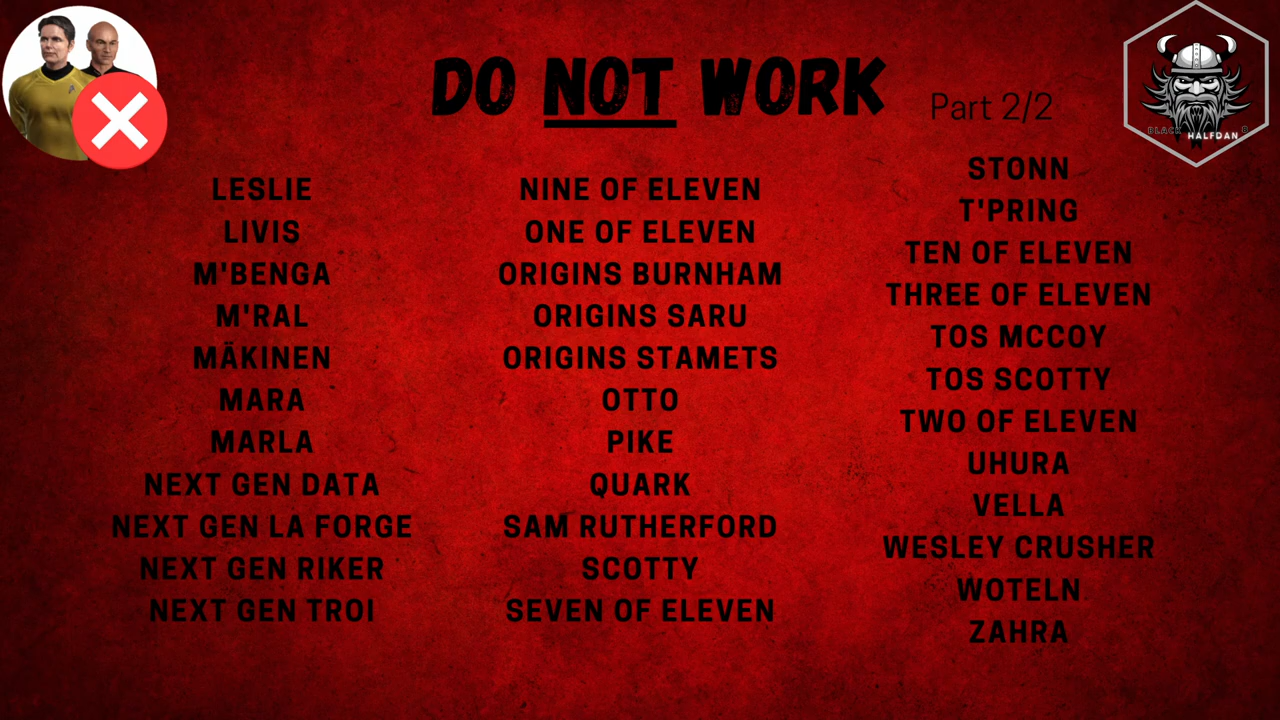 DO NOT WORK
Part 2/2
BLACK HALFDAN
LESLIE
LIVIS
M'BENGA
M'RAL
MÄKINEN
MARA
MARLA
NEXT GEN DATA
NEXT GEN LA FORGE
NEXT GEN RIKER
NEXT GEN TROI
NINE OF ELEVEN
ONE OF ELEVEN
ORIGINS BURNHAM
ORIGINS SARU
ORIGINS STAMETS
OTTO
PIKE
QUARK
SAM RUTHERFORD
SCOTTY
SEVEN OF ELEVEN
STONN
T'PRING
TEN OF ELEVEN
THREE OF ELEVEN
TOS MCCOY
TOS SCOTTY
TWO OF ELEVEN
UHURA
VELLA
WESLEY CRUSHER
WOTELN
ZAHRA